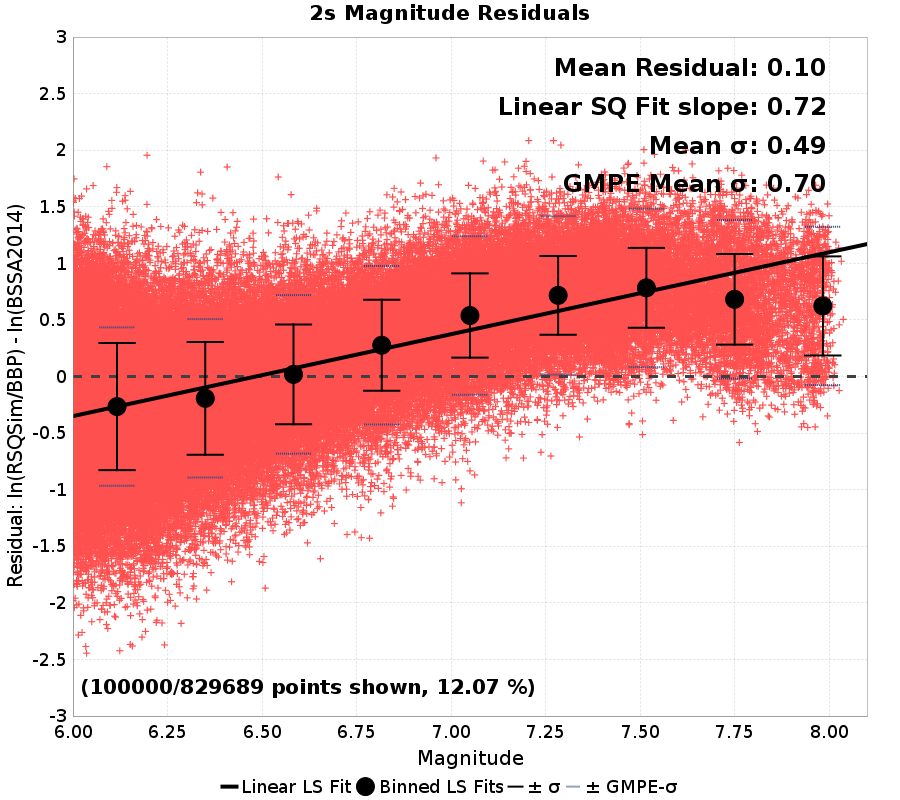 2s Magnitude Residuals
Residual: ln(RSQSim/BBP) - ln(BSSA2014)
3
2.5
2
1.5
1
0.5
0
-0.5
-1
-1.5
-2
-2.5
-3
Mean Residual: 0.10
Linear SQ Fit slope: 0.72
Mean σ: 0.49
GMPE Mean σ: 0.70
(100000/829689 points shown, 12.07 %)
6.00 6.25 6.50 6.75 7.00 7.25 7.50 7.75 8.00
Magnitude
Linear LS Fit Binned LS Fits ± σ ± GMPE-σ